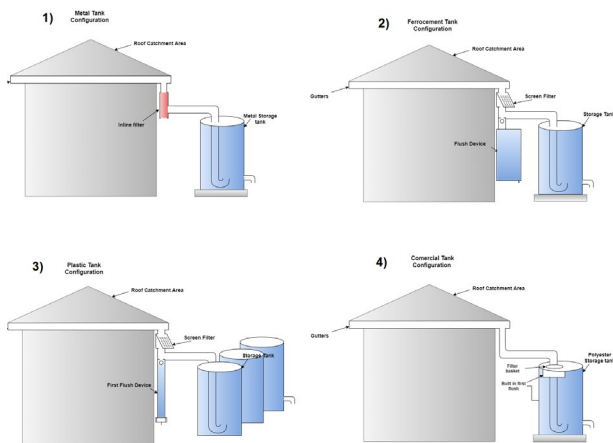 1)
Metal Tank
Configuration
Roof Catchment Area
Inline filter
Metal Storage
tank
2)
Ferrocement Tank
Configuration
Roof Catchment Area
Gutters
Screen Filter
Storage Tank
Flush Device
3)
Plastic Tank
Configuration
Roof Catchment Area
Screen Filter
Storage Tank
First Flush Device
4)
Comercial Tank
Configuration
Roof Catchment Area
Gutters
Filter
basket
Polyester
Storage tank
Built in first
flush